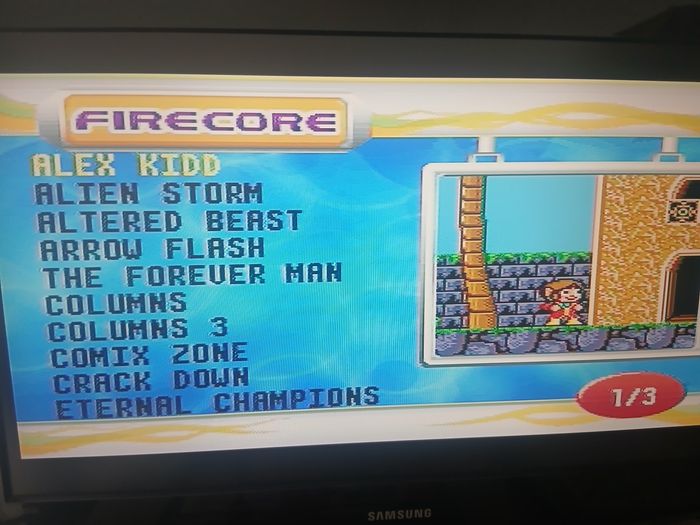 FIRECORE
ALEX KIDD
ALIEN STORM
ALTERED BEAST
ARROW FLASH
THE FOREVER MAN
COLUMNS
COLUMNS 3
COMIX ZONE
CRACK DOWN
ETERNAL CHAMPIONS
1/3
SAMSUNG